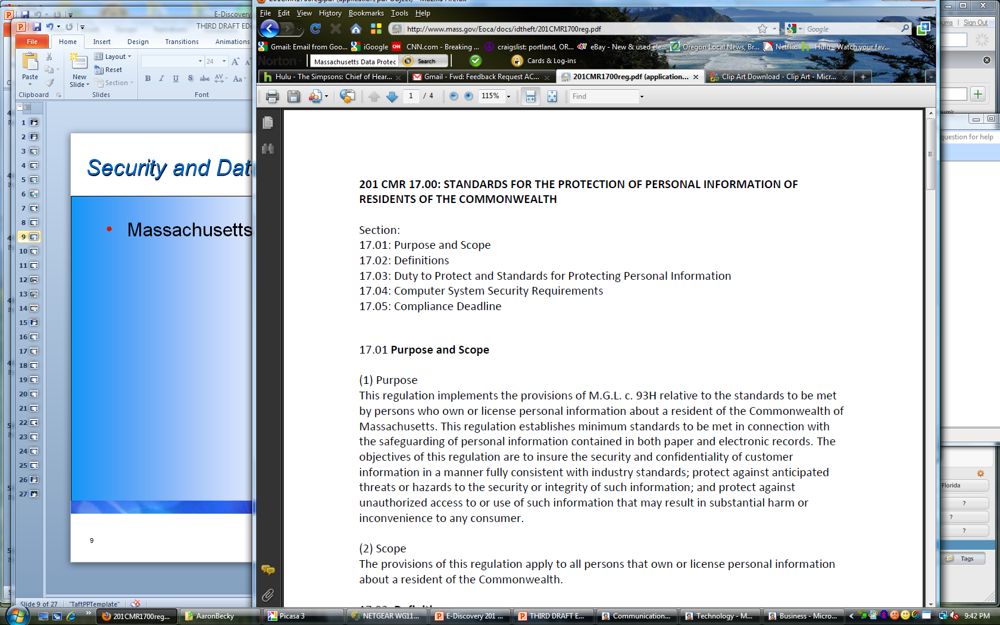 E-Discovery
THIRD DRAFT EDi
File
Home
Insert
Design
Transitions
Animations
Paste
New
Slide
Layout
Reset
Section
24
B I U S abc AV Aa
Clipboard
Slides
Font
1
2
3
4
5
6
7
8
9
10
11
12
13
14
15
16
17
18
19
20
21
22
23
24
25
26
27
Security and Dat
• Massachusetts
9
Slide 9 of 27
"TaftPPTemplate"
File Edit View History Bookmarks Tools Help
http://www.mass.gov/Eoca/docs/idtheft/201CMR1700reg.pdf
Google
Gmail: Email from Goo...
iGoogle
CNN.com - Breaking ...
craigslist: portland, OR...
eBay - New & used ele...
Oregon Local News, Br...
Netflix:
Hulu - Watch your fav...
Norton
Massachusetts Data Protec
Search
Cards & Log-ins
Hulu - The Simpsons: Chief of Hear...
Gmail - Fwd: Feedback Request AC...
201CMR1700reg.pdf (application...
Clip Art Download - Clip Art - Micr...
1 / 4
115%
Find
201 CMR 17.00: STANDARDS FOR THE PROTECTION OF PERSONAL INFORMATION OF
RESIDENTS OF THE COMMONWEALTH
Section:
17.01: Purpose and Scope
17.02: Definitions
17.03: Duty to Protect and Standards for Protecting Personal Information
17.04: Computer System Security Requirements
17.05: Compliance Deadline
17.01 Purpose and Scope
(1) Purpose
This regulation implements the provisions of M.G.L. c. 93H relative to the standards to be met
by persons who own or license personal information about a resident of the Commonwealth of
Massachusetts. This regulation establishes minimum standards to be met in connection with
the safeguarding of personal information contained in both paper and electronic records. The
objectives of this regulation are to insure the security and confidentiality of customer
information in a manner fully consistent with industry standards; protect against anticipated
threats or hazards to the security or integrity of such information; and protect against
unauthorized access to or use of such information that may result in substantial harm or
inconvenience to any consumer.
(2) Scope
The provisions of this regulation apply to all persons that own or license personal information
about a resident of the Commonwealth.
Sign Out
question for help
Florida
?
?
?
Tags
201CMR1700reg...
AaronBecky
Picasa 3
NETGEAR WG11...
E-Discovery 201 ...
THIRD DRAFT E...
Communication...
Technology - M...
Business - Micro...
9:42 PM